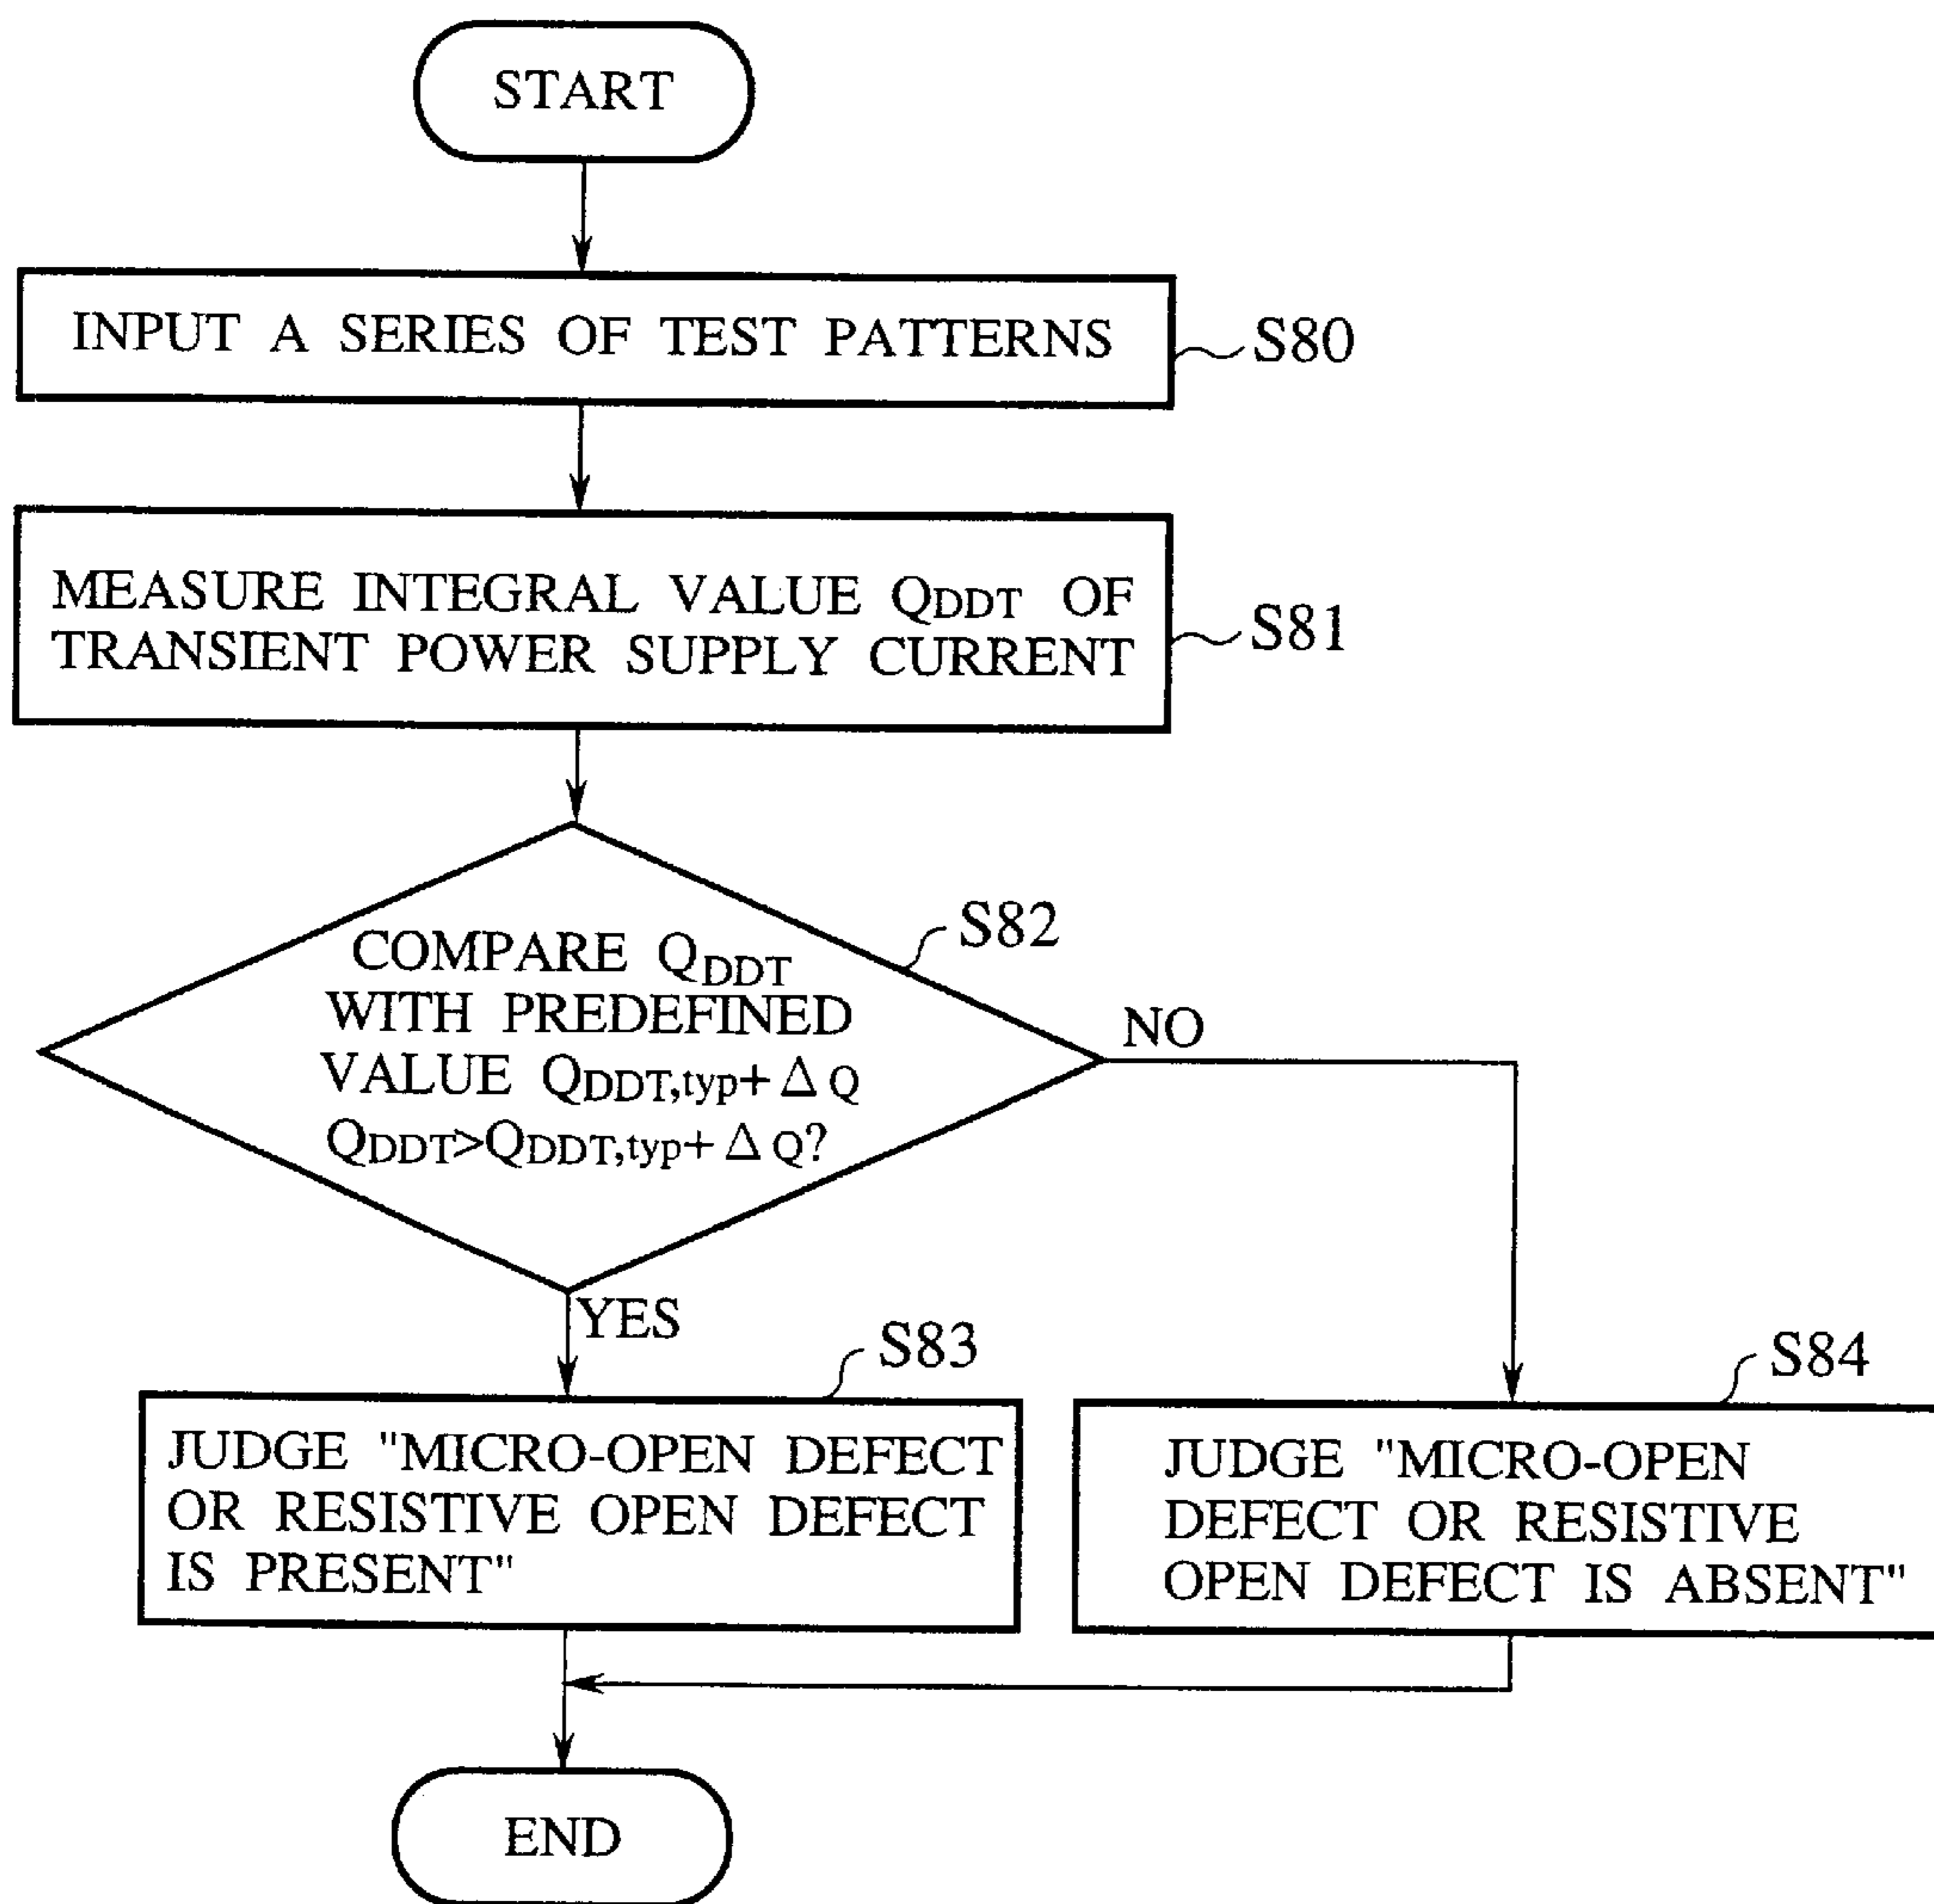 START
INPUT A SERIES OF TEST PATTERNS
S80
MEASURE INTEGRAL VALUE QDDT OF
TRANSIENT POWER SUPPLY CURRENT
S81
S82
COMPARE QDDT
WITH PREDEFINED
VALUE QDDT,typ+ Δ Q
QDDT>QDDT,typ+ Δ Q?
NO
YES
S83
JUDGE "MICRO-OPEN DEFECT
OR RESISTIVE OPEN DEFECT
IS PRESENT"
S84
JUDGE "MICRO-OPEN
DEFECT OR RESISTIVE
OPEN DEFECT IS ABSENT"
END